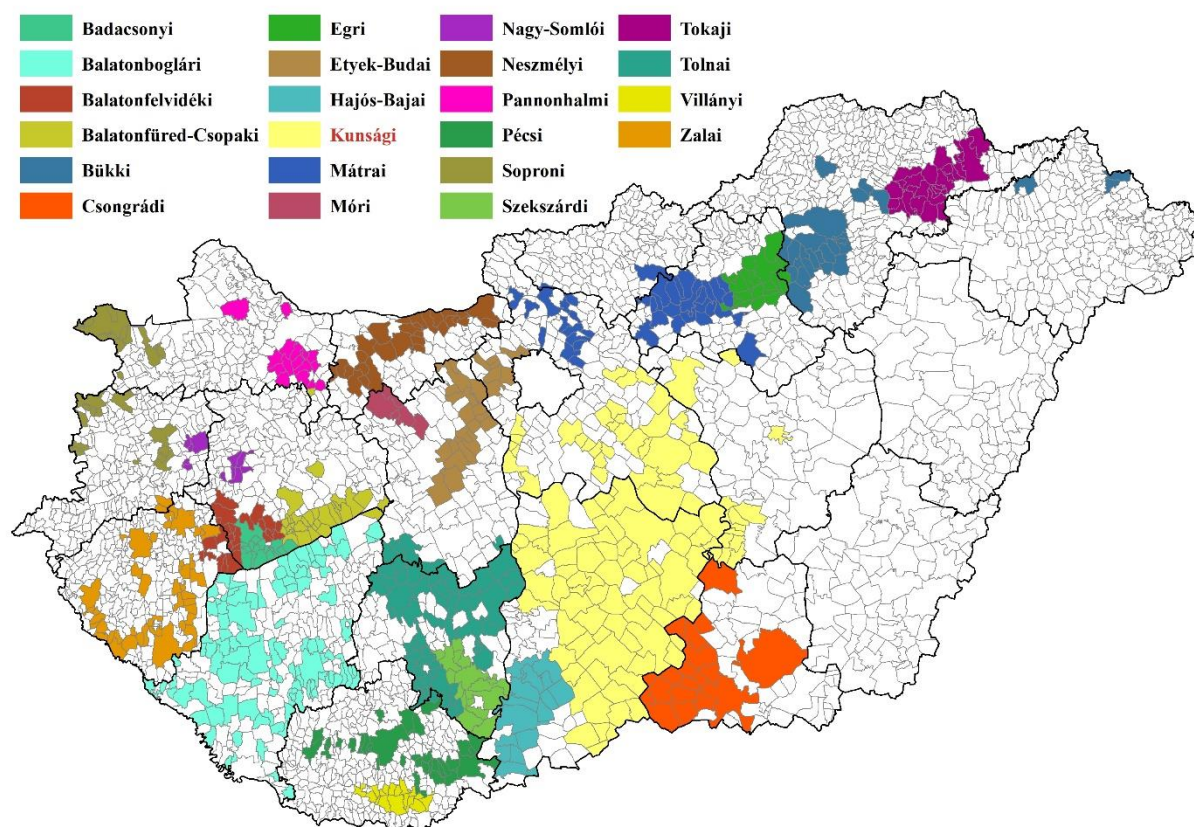 Badacsonyi
Balatonboglári
Balatonfelvidéki
Balatonfüred-Csopaki
Bükki
Csongrádi
Egri
Etyek-Budai
Hajós-Bajai
Kunsági
Mátrai
Móri
Nagy-Somlói
Neszmélyi
Pannonhalmi
Pécsi
Soproni
Szekszárdi
Tokaji
Tolnai
Villányi
Zalai